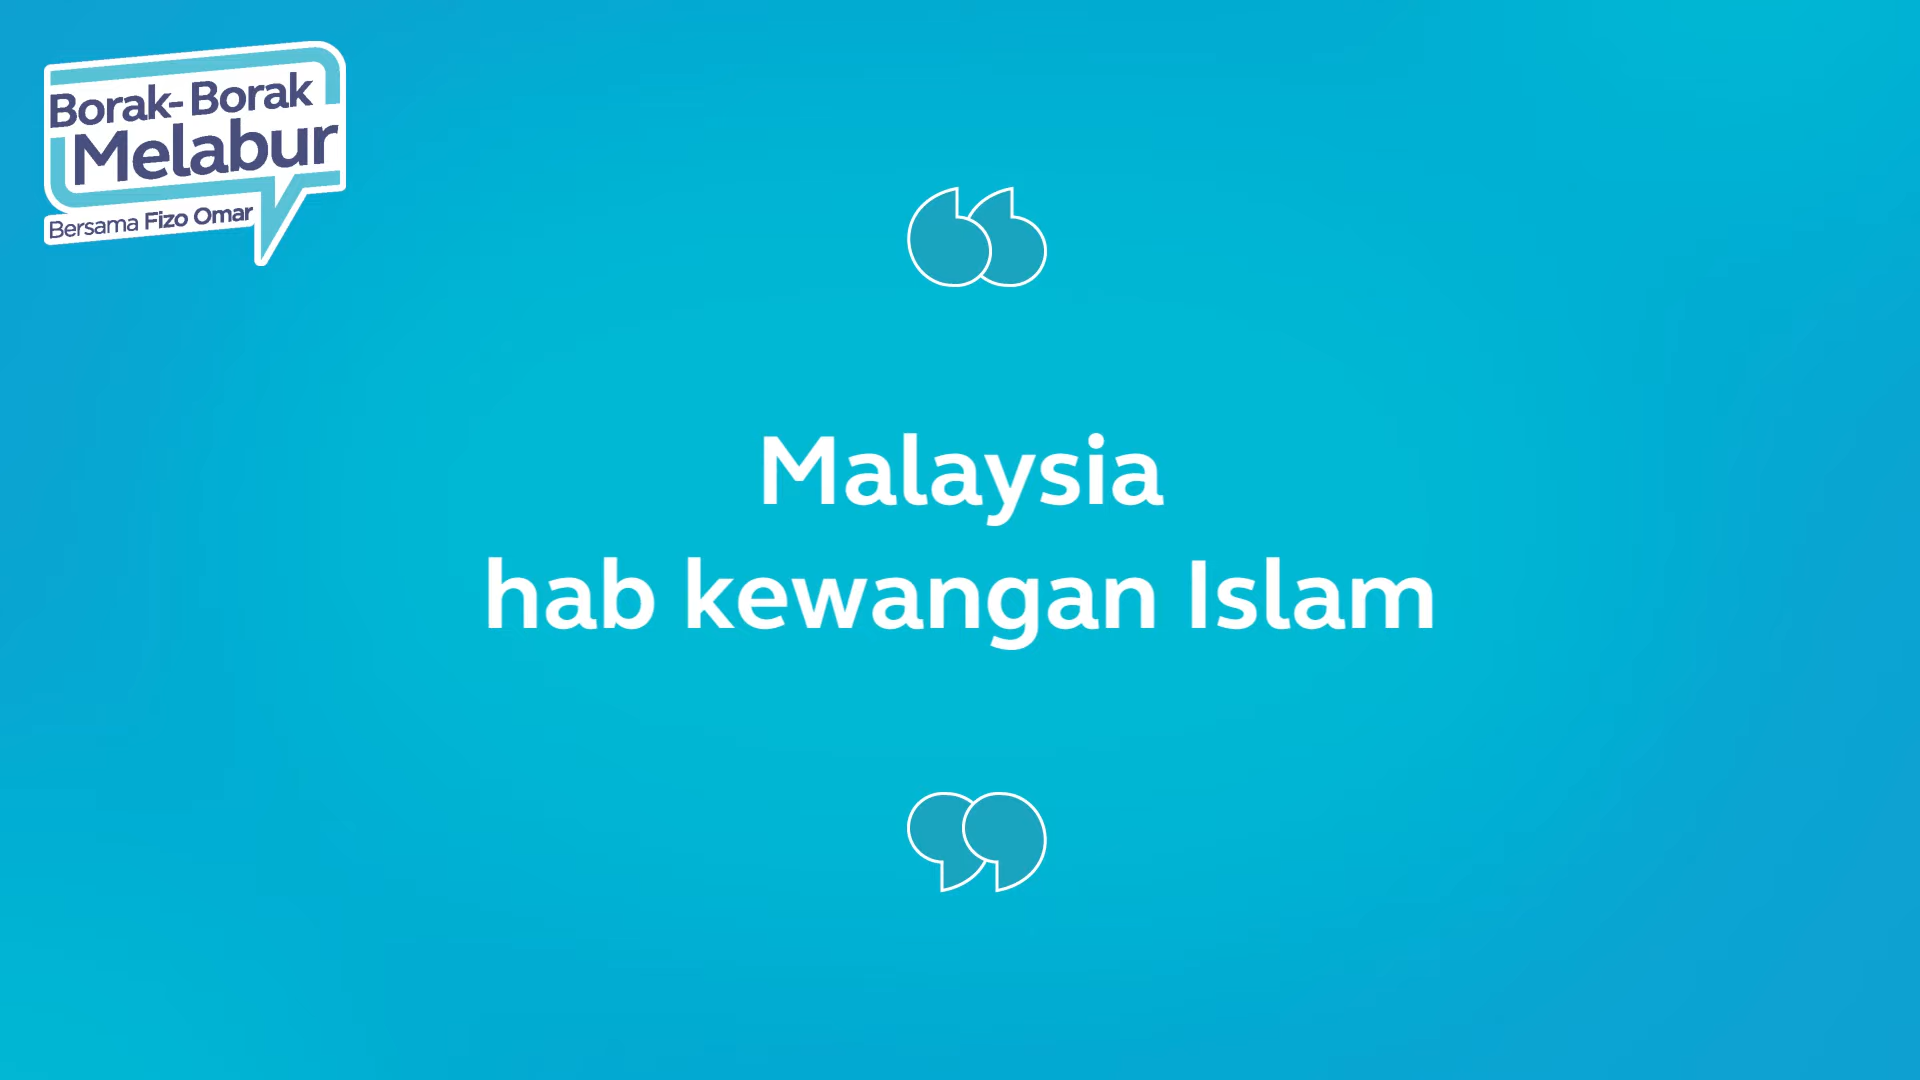 Borak-Borak
Melabur
Bersama Fizo Omar
Malaysia
hab kewangan Islam